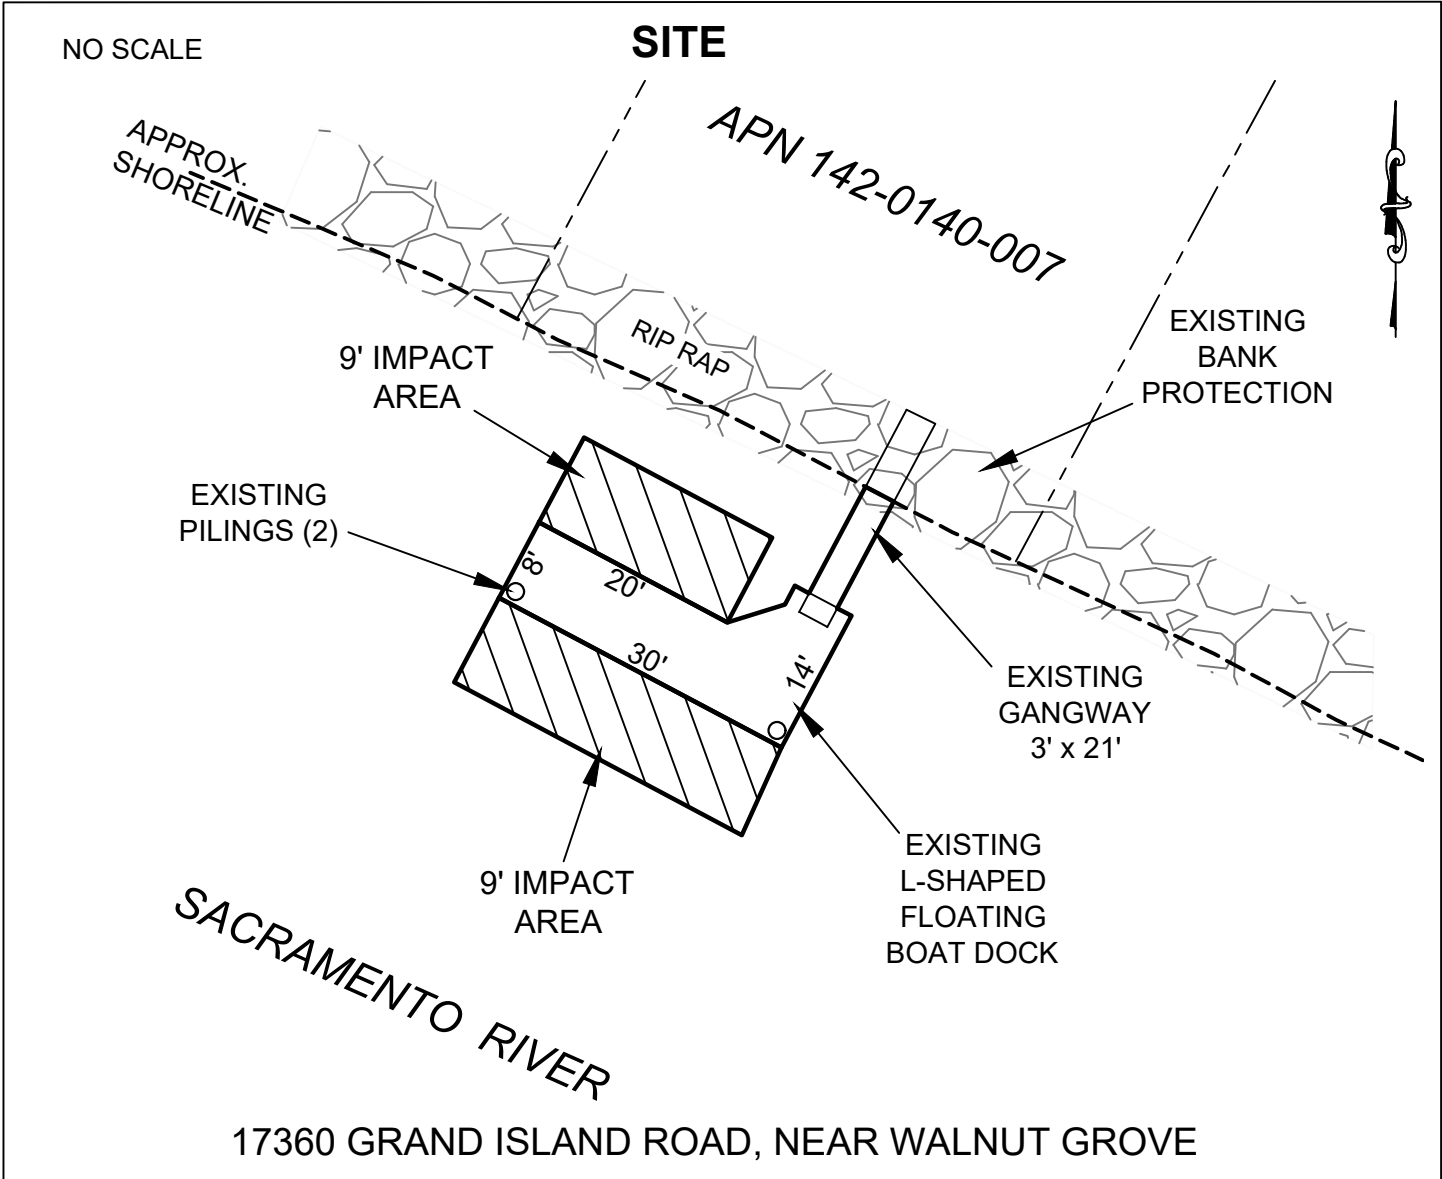 NO SCALE
SITE
APPROX.
SHORELINE
APN 142-0140-007
RIP RAP
EXISTING
BANK
PROTECTION
9' IMPACT
AREA
EXISTING
PILINGS (2)
8'
20'
30'
14'
EXISTING
GANGWAY
3' x 21'
EXISTING
L-SHAPED
FLOATING
BOAT DOCK
9' IMPACT
AREA
SACRAMENTO RIVER
17360 GRAND ISLAND ROAD, NEAR WALNUT GROVE